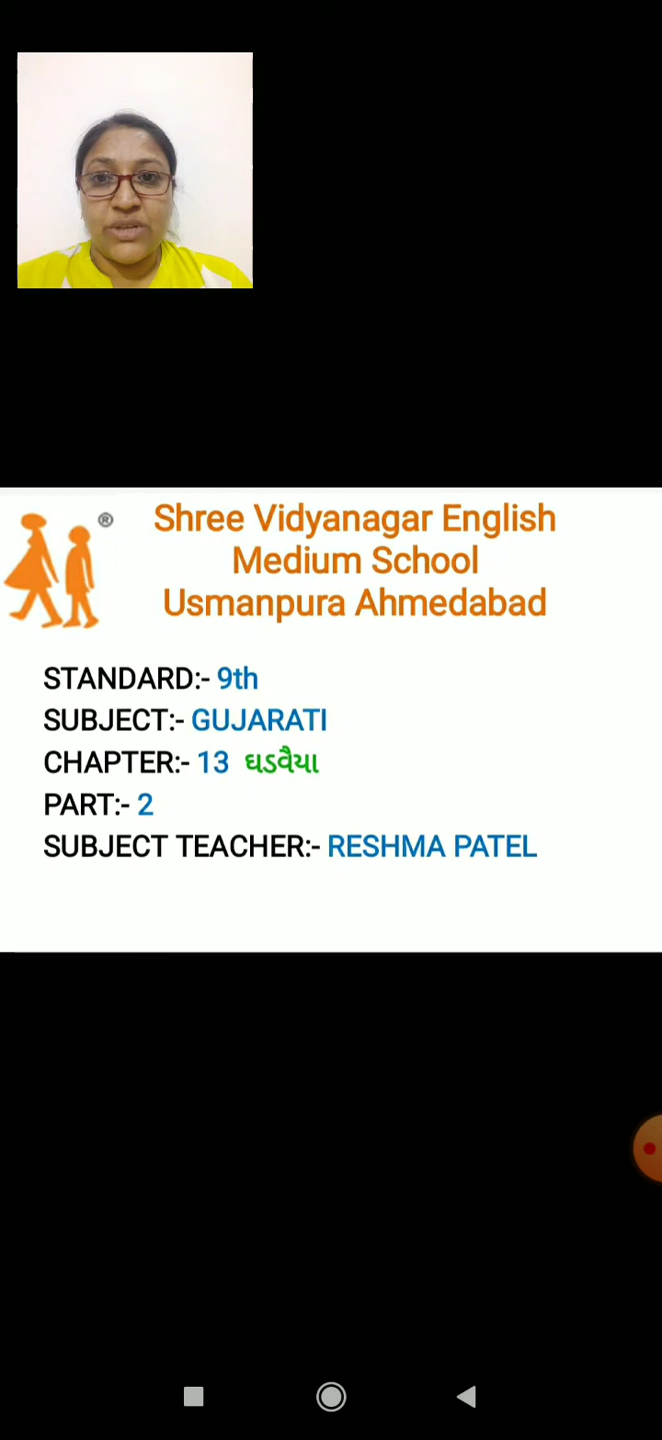 ®
Shree Vidyanagar English
Medium School
Usmanpura Ahmedabad
STANDARD:- 9th
SUBJECT:- GUJARATI
CHAPTER:- 13 ઘડવૈયા
PART:- 2
SUBJECT TEACHER:- RESHMA PATEL